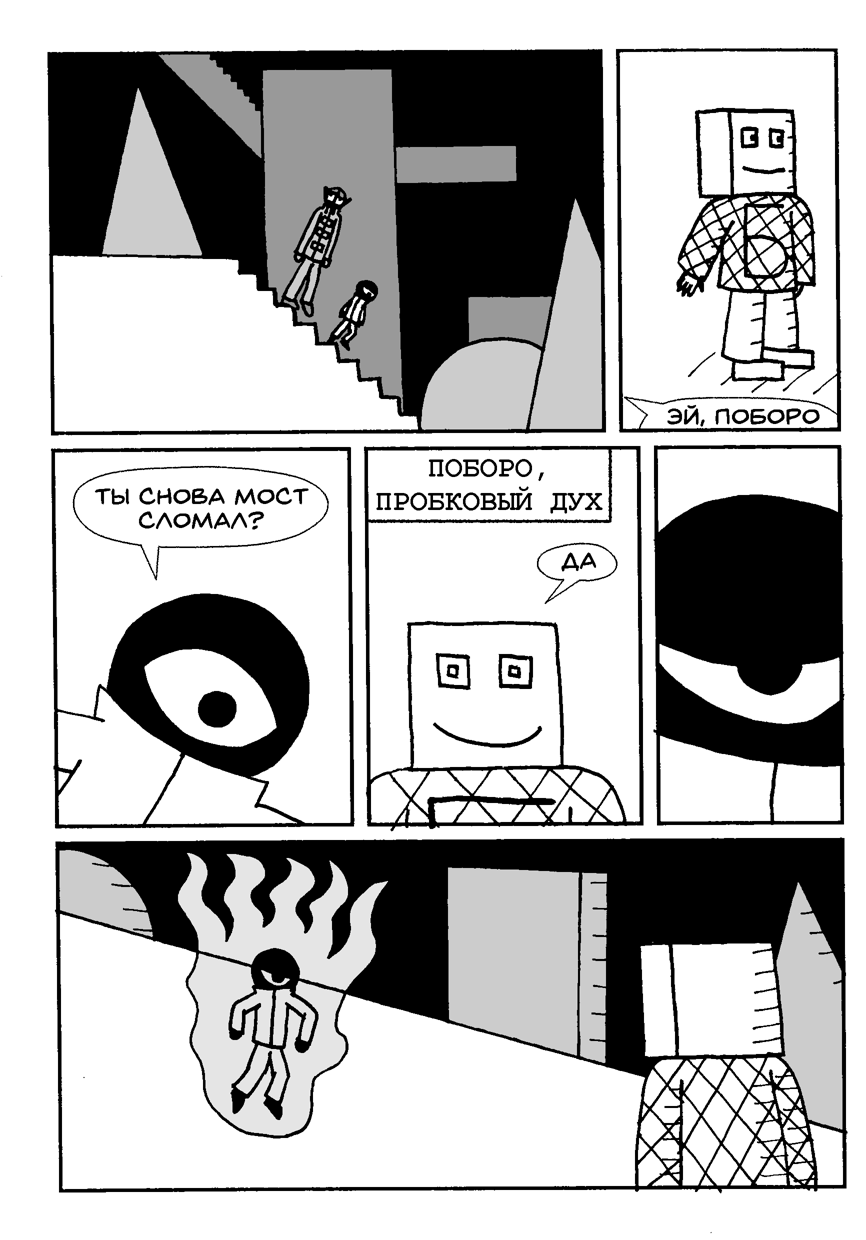 ЭЙ, ПОБОРО
ТЫ СНОВА МОСТ
СЛОМАЛ?
ПОБОРО,
ПРОБКОВЫЙ ДУХ
ДА